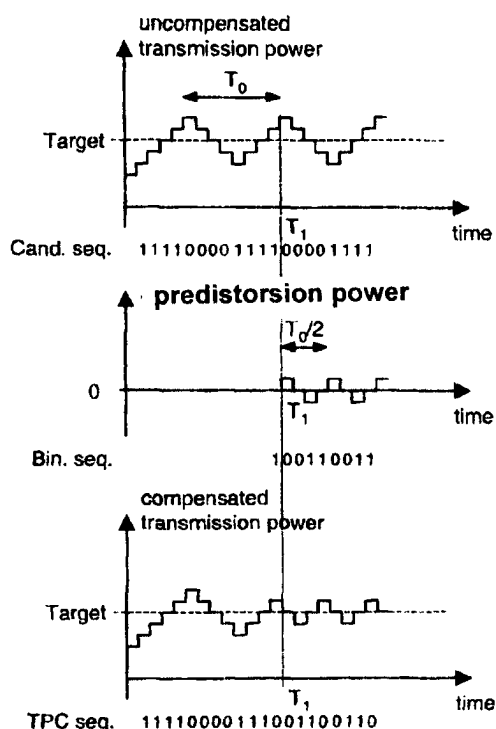 uncompensated
transmission power
T0
Target
T1
time
Cand. seq. 11110000111100001111
predistorsion power
T0/2
0
T1
time
Bin. seq. 100110011
compensated
transmission power
Target
T1
time
TPC seq. 11110000111001100110